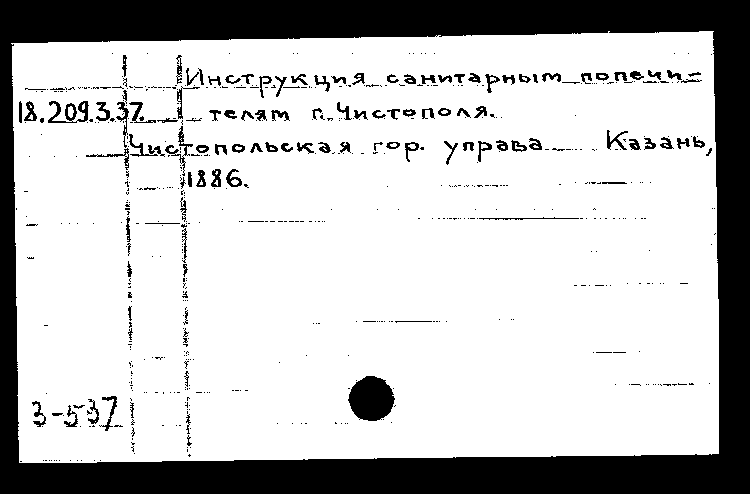 Инструкция санитарным попечи-
18.209.3.37. телям г. Чистополя.
Чистопольская гор. управа Казань,
1886.
3-537